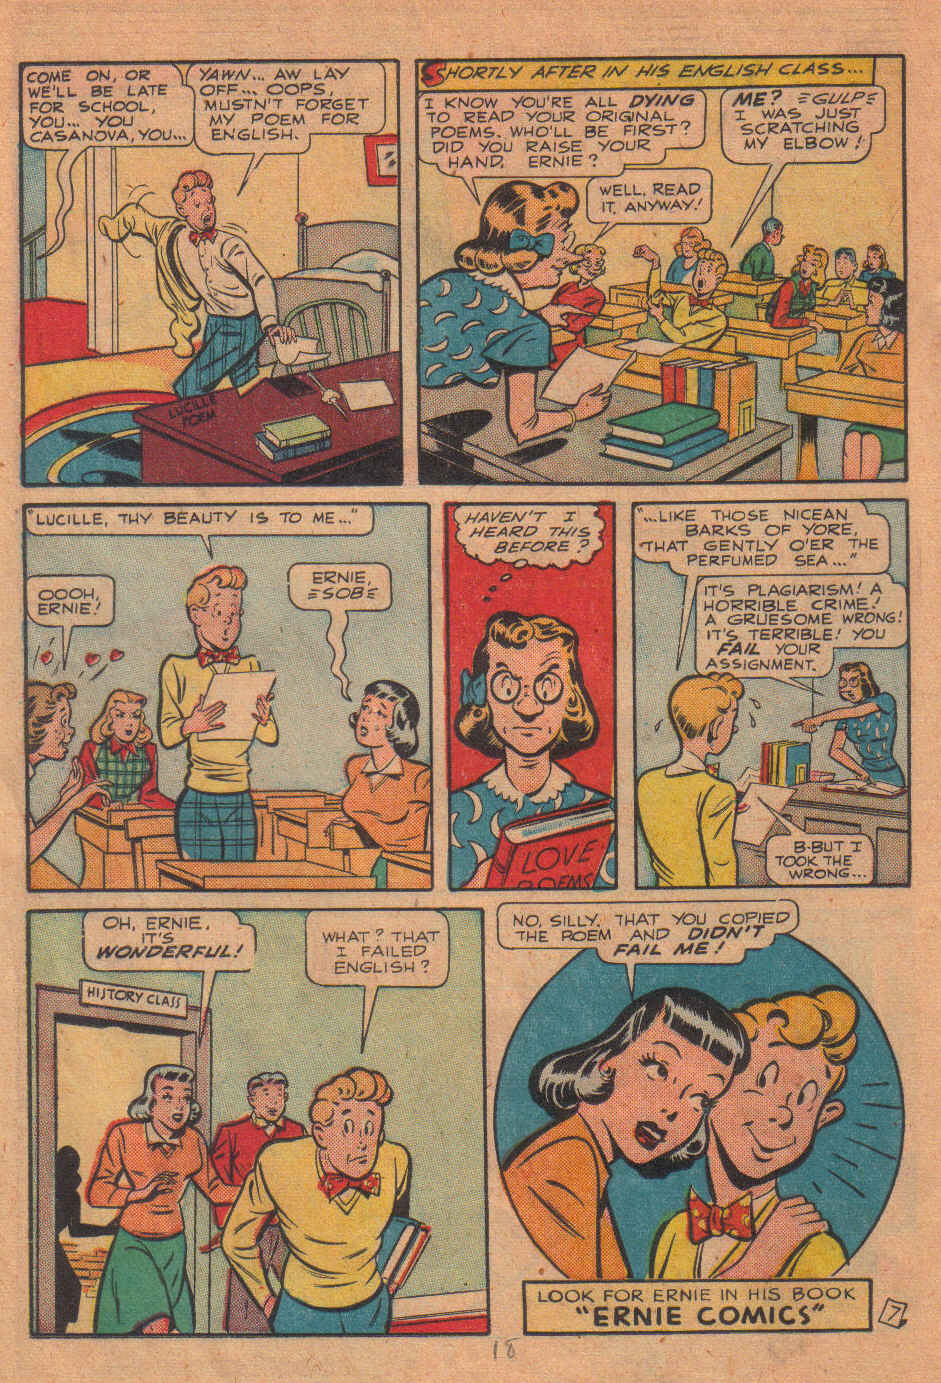 COME ON, OR
WE'LL BE LATE
FOR SCHOOL,
YOU... YOU
CASANOVA, YOU...
YAWN... AW LAY
OFF... OOPS,
MUSTN'T FORGET
MY POEM FOR
ENGLISH.
LUCILLE
POEM
SHORTLY AFTER IN HIS ENGLISH CLASS...
I KNOW YOU'RE ALL DYING
TO READ YOUR ORIGINAL
POEMS. WHO'LL BE FIRST?
DID YOU RAISE YOUR
HAND, ERNIE?
ME? GULP
I WAS JUST
SCRATCHING
MY ELBOW!
WELL, READ
IT, ANYWAY!
"LUCILLE, THY BEAUTY IS TO ME..."
OOOH,
ERNIE!
ERNIE,
SOB
HAVEN'T I
HEARD THIS
BEFORE?
LOVE
POEMS
"...LIKE THOSE NICEAN
BARKS OF YORE,
THAT GENTLY O'ER THE
PERFUMED SEA..."
IT'S PLAGIARISM! A
HORRIBLE CRIME!
A GRUESOME WRONG!
IT'S TERRIBLE! YOU
FAIL YOUR
ASSIGNMENT.
B-BUT I
TOOK THE
WRONG...
OH, ERNIE,
IT'S
WONDERFUL!
WHAT? THAT
I FAILED
ENGLISH?
HISTORY CLASS
NO, SILLY, THAT YOU COPIED
THE POEM AND DIDN'T
FAIL ME!
LOOK FOR ERNIE IN HIS BOOK
"ERNIE COMICS"
7
18